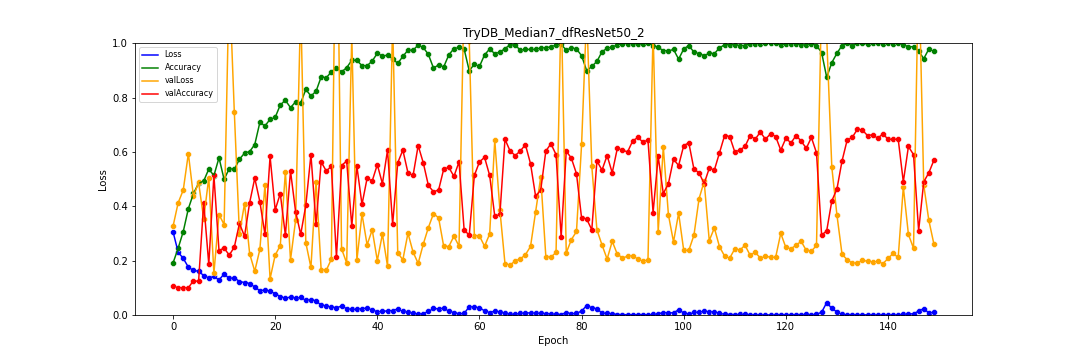 TryDB_Median7_dfResNet50_2
Loss
Accuracy
valLoss
valAccuracy
1.0
0.8
0.6
0.4
0.2
0.0
Loss
0 20 40 60 80 100 120 140
Epoch